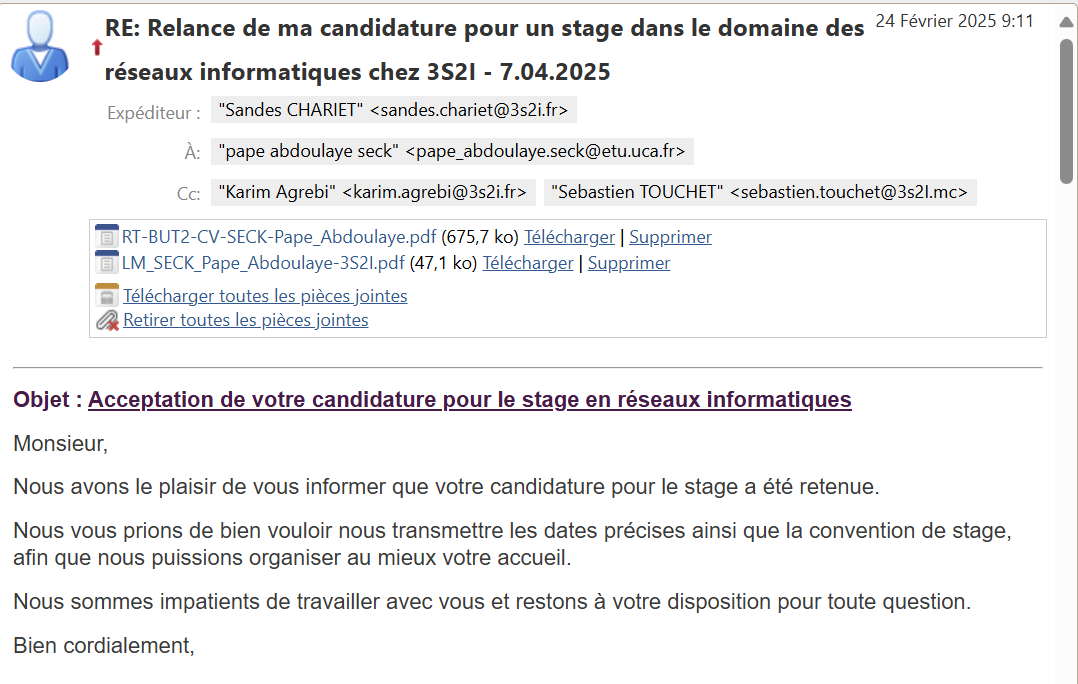 RE: Relance de ma candidature pour un stage dans le domaine des
24 Février 2025 9:11
réseaux informatiques chez 3S2I - 7.04.2025
Expéditeur : "Sandes CHARIET" <sandes.chariet@3s2i.fr>
À: "pape abdoulaye seck" <pape_abdoulaye.seck@etu.uca.fr>
Cc: "Karim Agrebi" <karim.agrebi@3s2i.fr> "Sebastien TOUCHET" <sebastien.touchet@3s2I.mc>
RT-BUT2-CV-SECK-Pape_Abdoulaye.pdf (675,7 ko) Télécharger | Supprimer
LM_SECK_Pape_Abdoulaye-3S2I.pdf (47,1 ko) Télécharger | Supprimer
Télécharger toutes les pièces jointes
Retirer toutes les pièces jointes
Objet : Acceptation de votre candidature pour le stage en réseaux informatiques
Monsieur,
Nous avons le plaisir de vous informer que votre candidature pour le stage a été retenue.
Nous vous prions de bien vouloir nous transmettre les dates précises ainsi que la convention de stage,
afin que nous puissions organiser au mieux votre accueil.
Nous sommes impatients de travailler avec vous et restons à votre disposition pour toute question.
Bien cordialement,